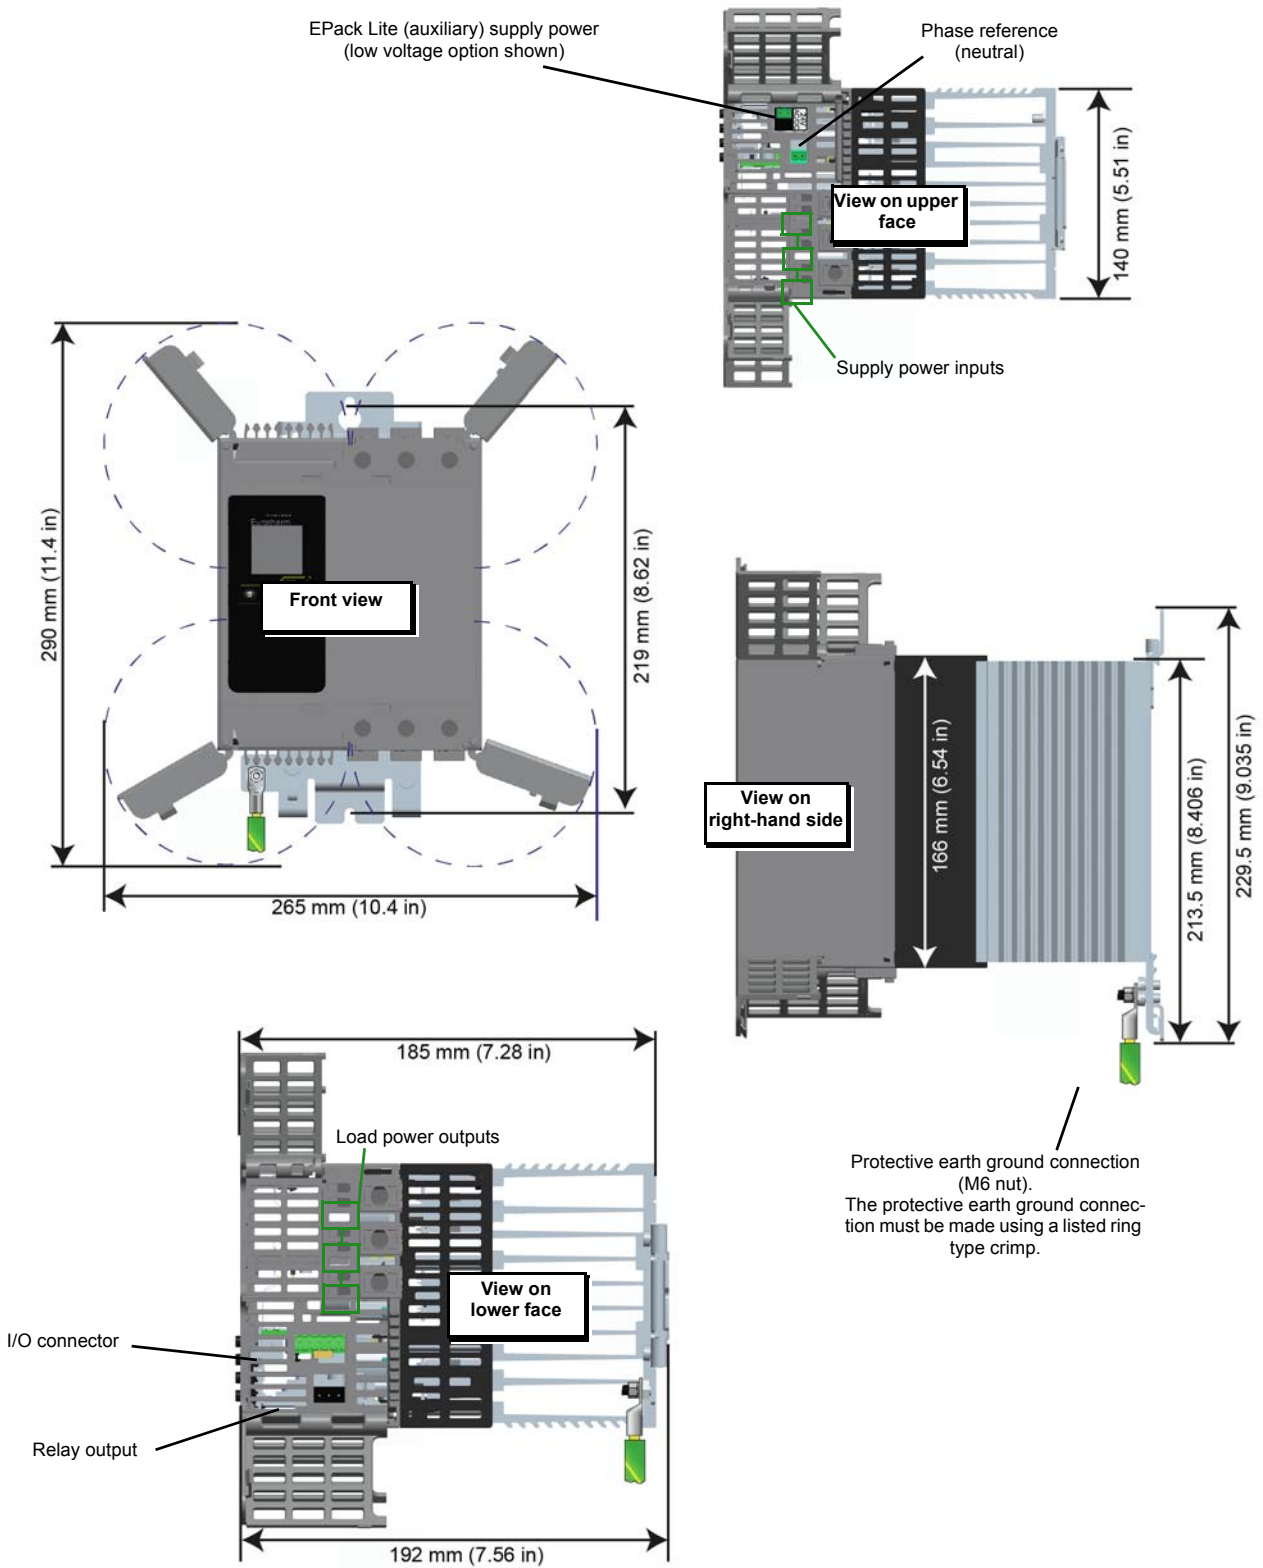 EPack Lite (auxiliary) supply power
(low voltage option shown)
Phase reference
(neutral)
View on upper
face
140 mm (5.51 in)
Supply power inputs
290 mm (11.4 in)
Eurotherm
Front view
219 mm (8.62 in)
265 mm (10.4 in)
View on
right-hand side
166 mm (6.54 in)
213.5 mm (8.406 in)
229.5 mm (9.035 in)
Protective earth ground connection
(M6 nut).
The protective earth ground connec-
tion must be made using a listed ring
type crimp.
185 mm (7.28 in)
Load power outputs
View on
lower face
I/O connector
Relay output
192 mm (7.56 in)